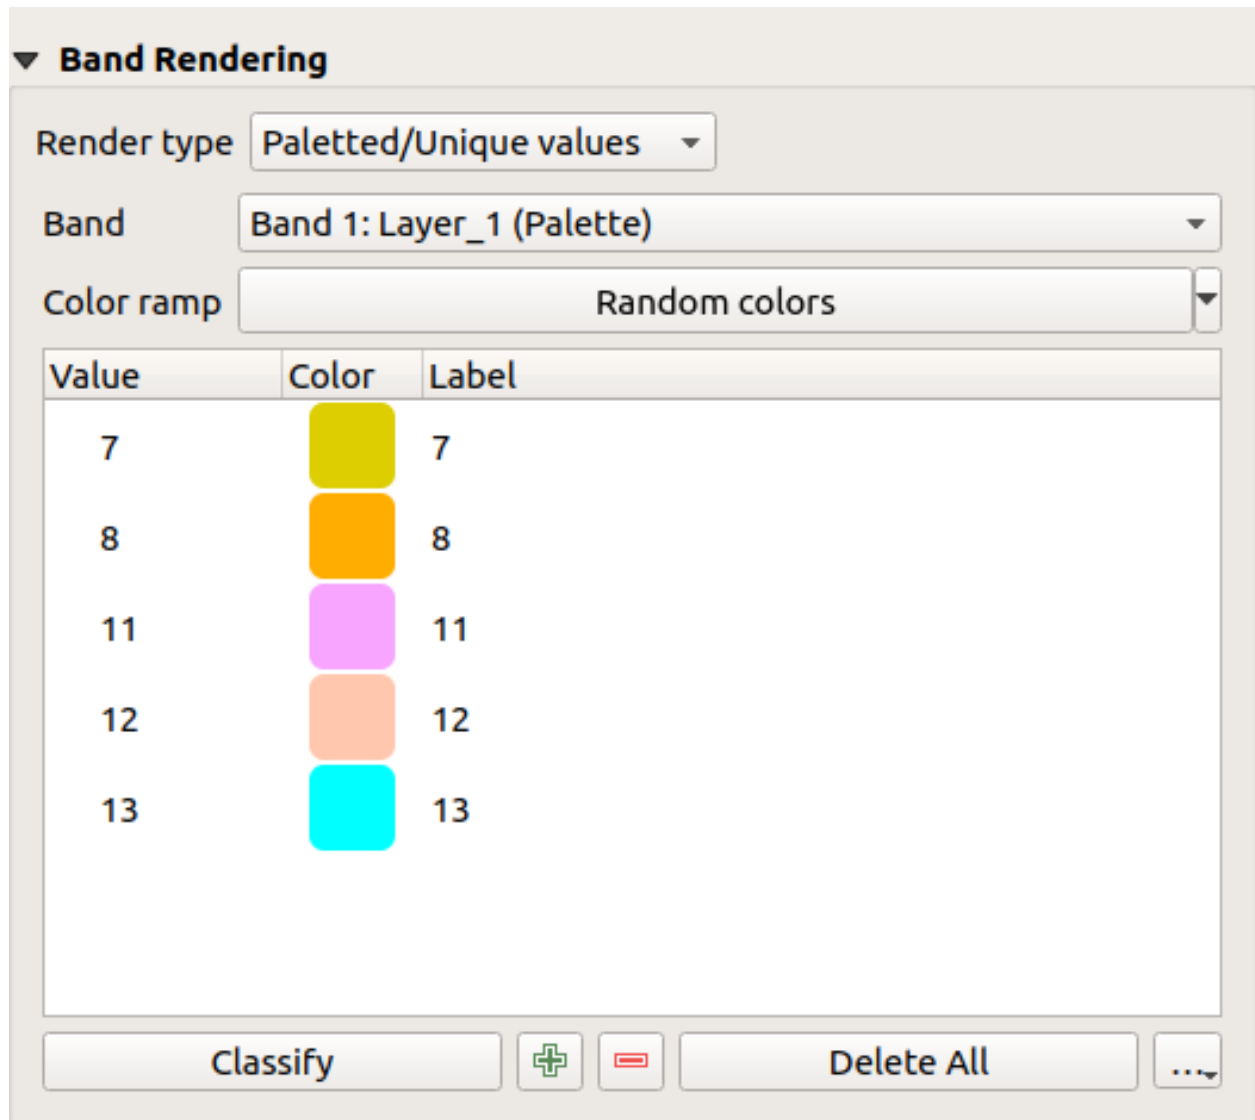 Band Rendering
Render type Paletted/Unique values
Band Band 1: Layer_1 (Palette)
Color ramp Random colors
Value Color Label
7 7
8 8
11 11
12 12
13 13
Classify Delete All ...